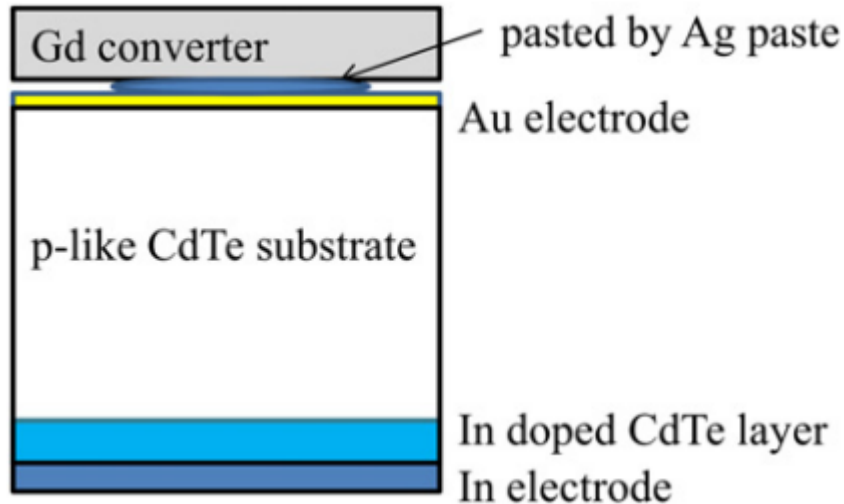 Gd converter
pasted by Ag paste
Au electrode
p-like CdTe substrate
In doped CdTe layer
In electrode